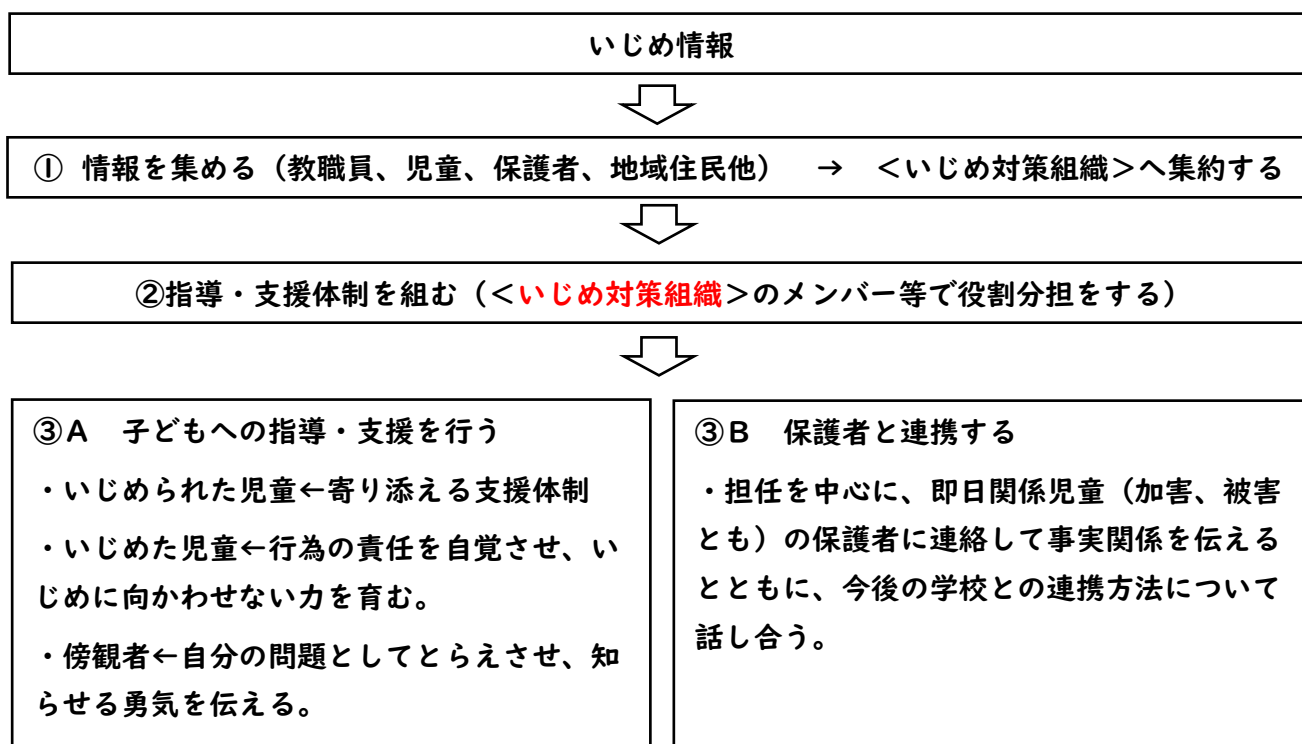 いじめ情報
① 情報を集める（教職員、児童、保護者、地域住民他） → ＜いじめ対策組織＞へ集約する
②指導・支援体制を組む（＜いじめ対策組織＞のメンバー等で役割分担をする）
③A 子どもへの指導・支援を行う
・いじめられた児童←寄り添える支援体制
・いじめた児童←行為の責任を自覚させ、い
じめに向かわせない力を育む。
・傍観者←自分の問題としてとらえさせ、知
らせる勇気を伝える。
③B 保護者と連携する
・担任を中心に、即日関係児童（加害、被害
とも）の保護者に連絡して事実関係を伝える
とともに、今後の学校との連携方法について
話し合う。